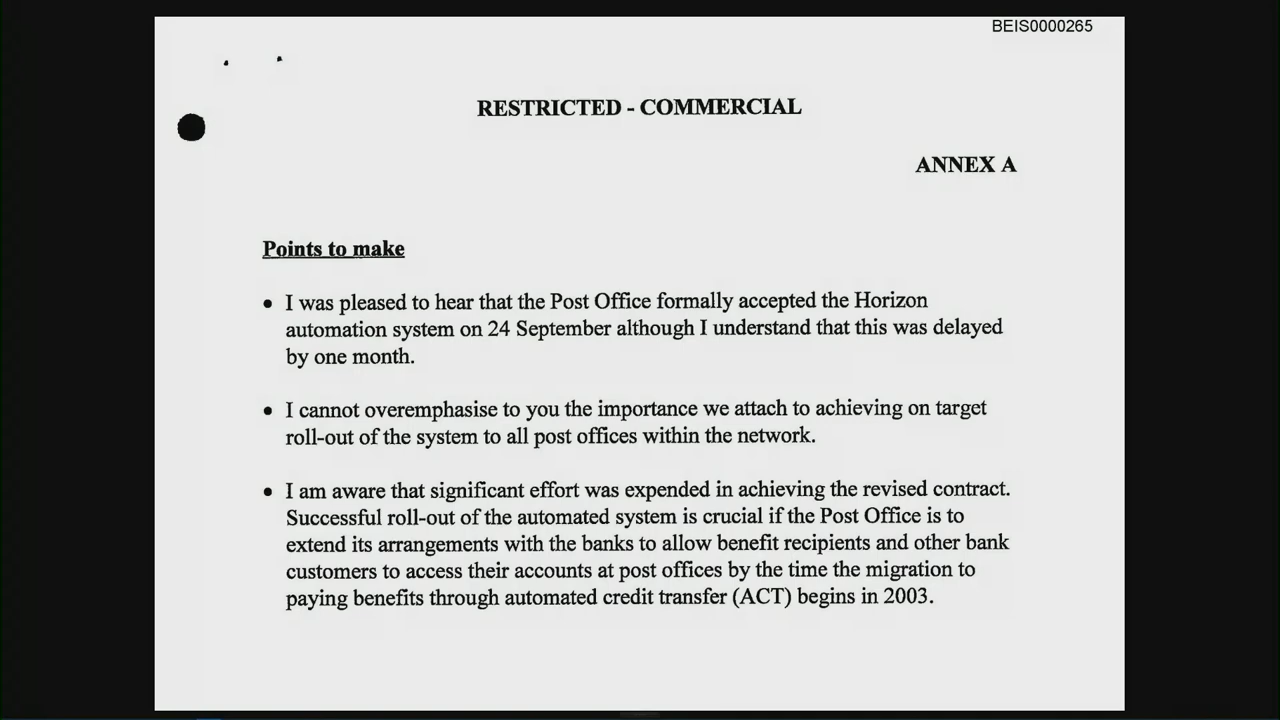 BEIS0000265
RESTRICTED - COMMERCIAL
ANNEX A
Points to make
• I was pleased to hear that the Post Office formally accepted the Horizon
automation system on 24 September although I understand that this was delayed
by one month.
• I cannot overemphasise to you the importance we attach to achieving on target
roll-out of the system to all post offices within the network.
• I am aware that significant effort was expended in achieving the revised contract.
Successful roll-out of the automated system is crucial if the Post Office is to
extend its arrangements with the banks to allow benefit recipients and other bank
customers to access their accounts at post offices by the time the migration to
paying benefits through automated credit transfer (ACT) begins in 2003.